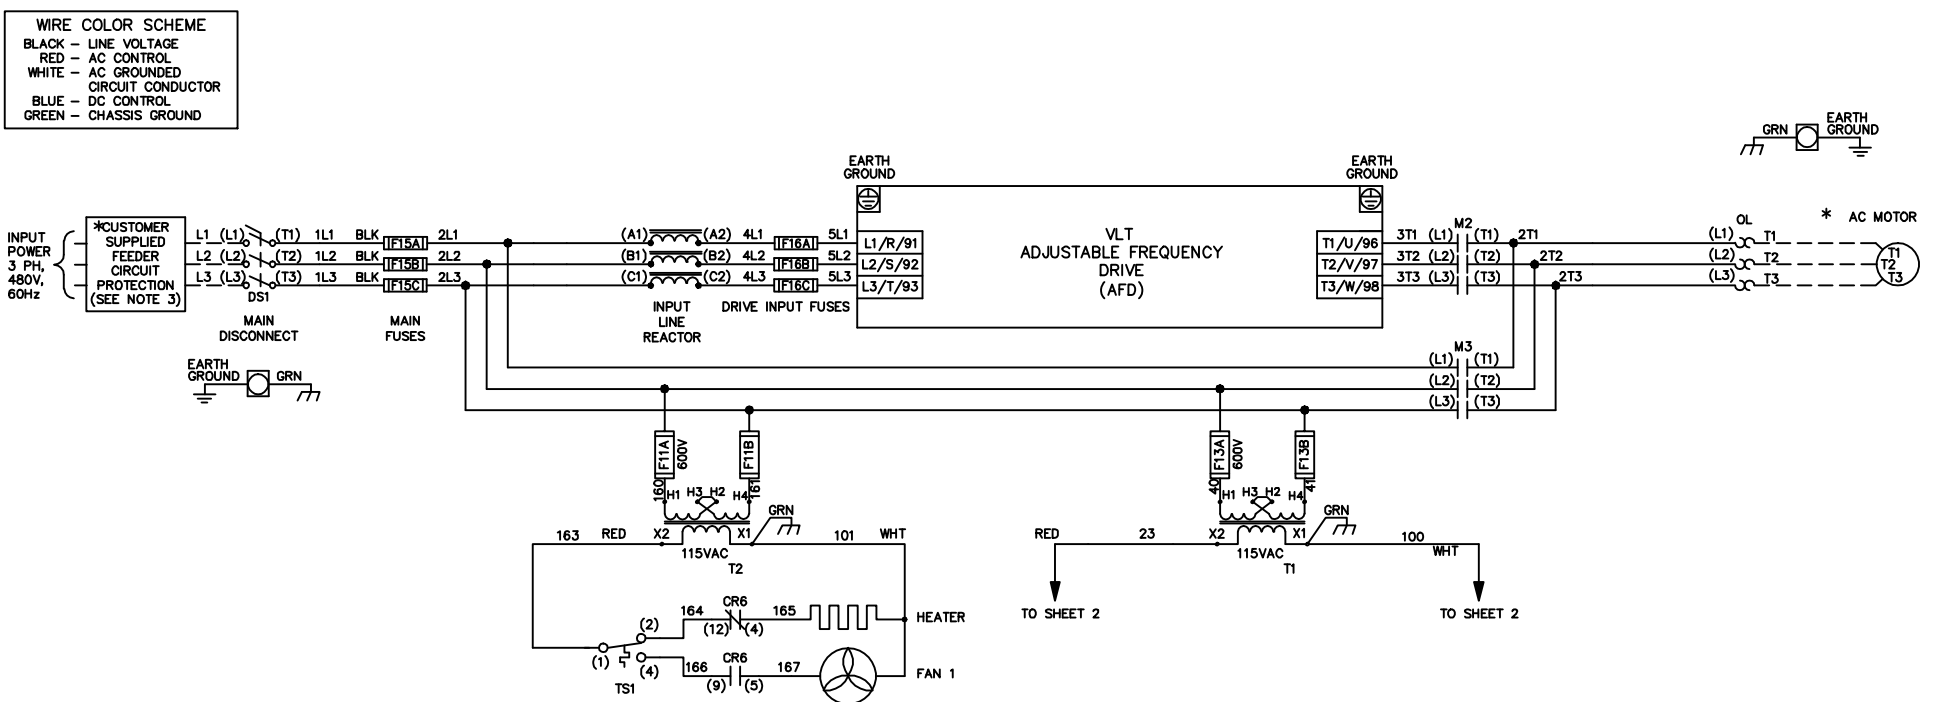 WIRE COLOR SCHEME
BLACK - LINE VOLTAGE
RED - AC CONTROL
WHITE - AC GROUNDED
CIRCUIT CONDUCTOR
BLUE - DC CONTROL
GREEN - CHASSIS GROUND
GRN
EARTH
GROUND
INPUT
POWER
3 PH,
480V,
60Hz
*CUSTOMER
SUPPLIED
FEEDER
CIRCUIT
PROTECTION
(SEE NOTE 3)
L1 (L1) (T1) 1L1 BLK F15A 2L1
L2 (L2) (T2) 1L2 BLK F15B 2L2
L3 (L3) (T3) 1L3 BLK F15C 2L3
DS1
MAIN
DISCONNECT
MAIN
FUSES
(A1) (A2) 4L1 F16A 5L1
(B1) (B2) 4L2 F16B 5L2
(C1) (C2) 4L3 F16C 5L3
INPUT
LINE
REACTOR
DRIVE INPUT FUSES
EARTH
GROUND
L1/R/91
L2/S/92
L3/T/93
VLT
ADJUSTABLE FREQUENCY
DRIVE
(AFD)
EARTH
GROUND
T1/U/96
T2/V/97
T3/W/98
M2
3T1 (L1) (T1) 2T1
3T2 (L2) (T2) 2T2
3T3 (L3) (T3) 2T3
OL
(L1) T1
(L2) T2
(L3) T3
* AC MOTOR
T1
T2
T3
EARTH
GROUND
GRN
M3
(L1) (T1)
(L2) (T2)
(L3) (T3)
F11A
600V
F11B
160
161
H1 H3 H2 H4
GRN
163 RED X2 X1 101 WHT
115VAC
T2
F13A
600V
F13B
40
41
H1 H3 H2 H4
GRN
RED 23 X2 X1 100
WHT
115VAC
T1
TO SHEET 2
TO SHEET 2
CR6
164 165
(12) (4)
HEATER
(2)
(1)
(4)
TS1
CR6
166 167
(9) (5)
FAN 1